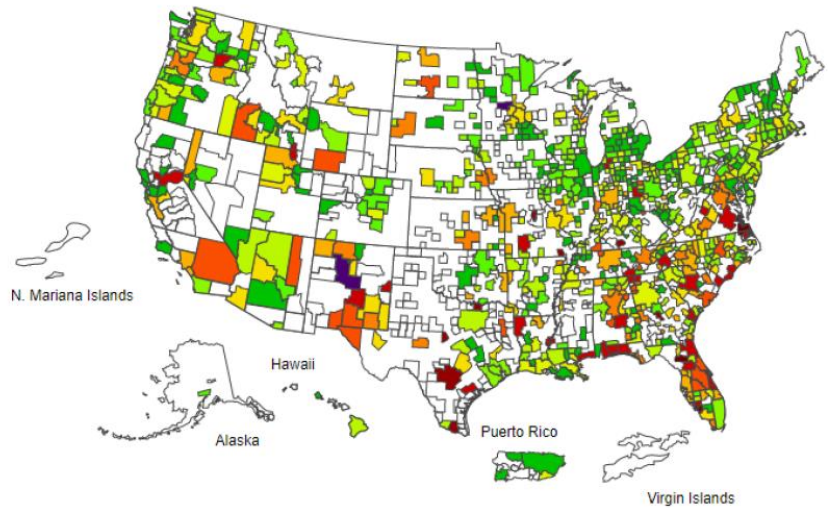 N. Mariana Islands
Hawaii
Alaska
Puerto Rico
Virgin Islands